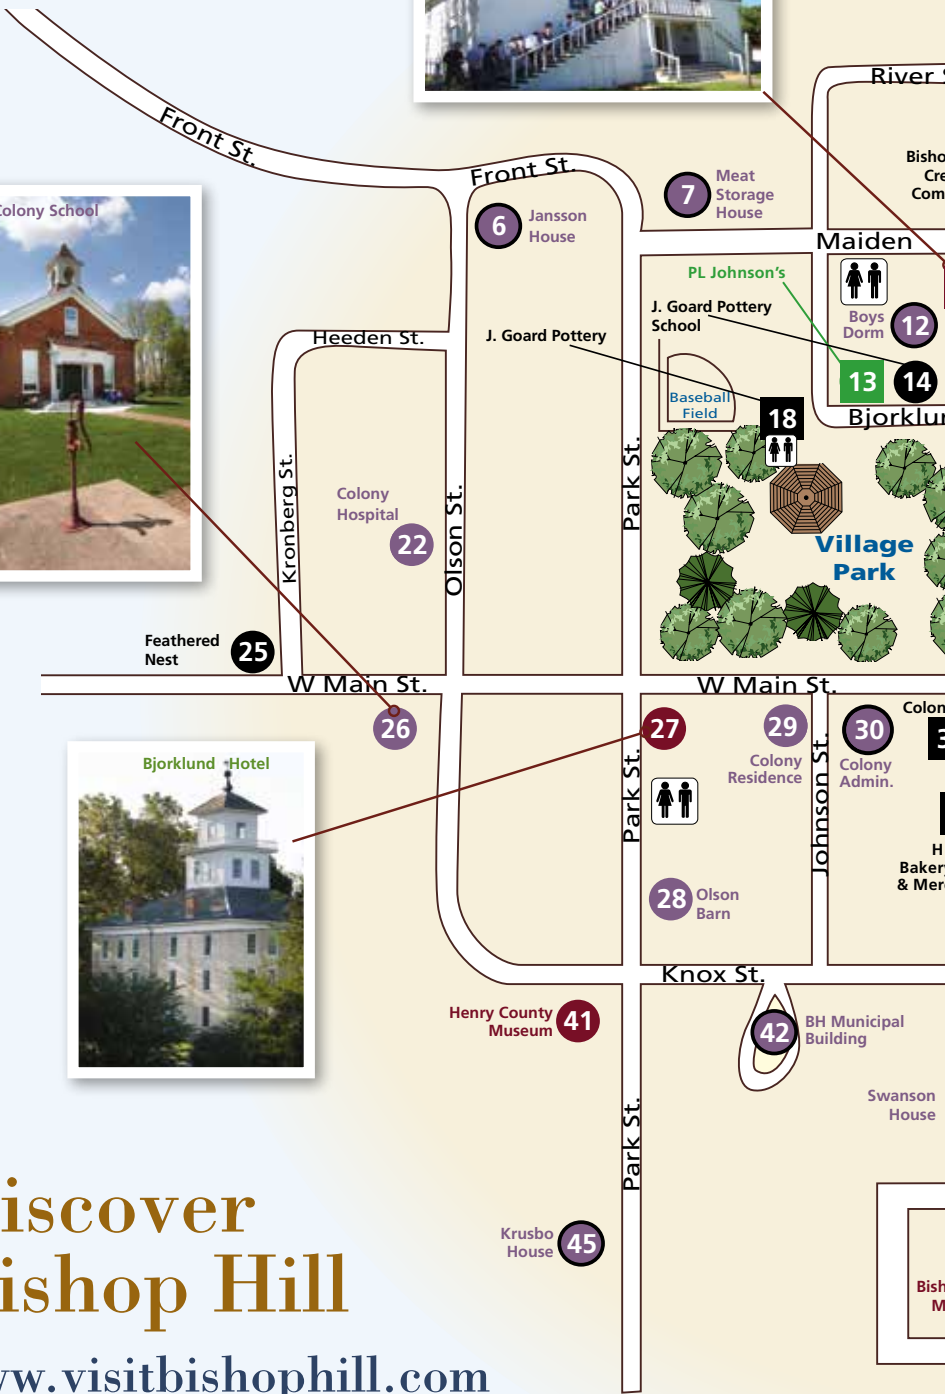 River
Front St.
Front St.
Meat
Storage
House
7
6
Jansson
House
Colony School
Maiden
PL Johnson's
J. Goard Pottery
School
J. Goard Pottery
Boys
Dorm
12
13
14
Heeden St.
Baseball
Field
18
Park St.
Kronberg St.
Olson St.
Colony
Hospital
22
Village
Park
Feathered
Nest
25
W Main St.
W Main St.
26
27
29
Colony
Residence
30
Colony
Admin.
Park St.
Johnson St.
Bjorklund Hotel
28
Olson
Barn
Knox St.
Henry County
Museum
41
42
BH Municipal
Building
Swanson
House
Park St.
Krusbo
House
45
iscover
ishop Hill
w.visitbishophill.com